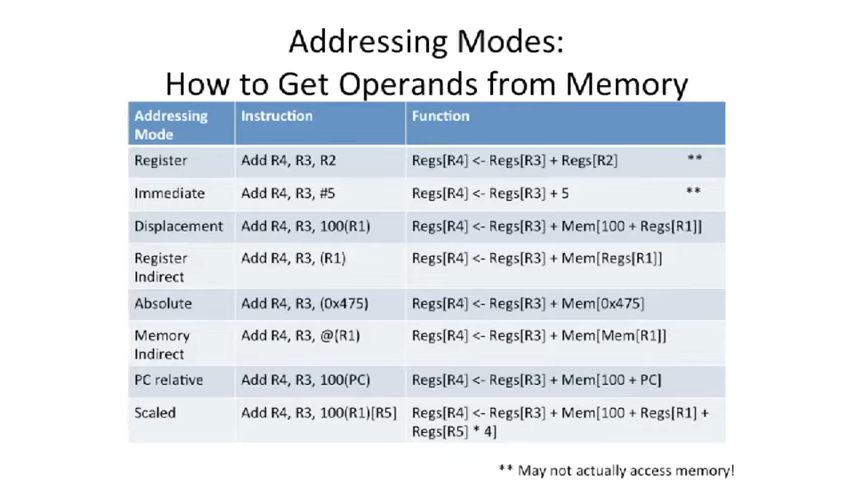 Addressing Modes:
How to Get Operands from Memory
Addressing Mode Instruction Function
Register Add R4, R3, R2 Regs[R4] <- Regs[R3] + Regs[R2] **
Immediate Add R4, R3, #5 Regs[R4] <- Regs[R3] + 5 **
Displacement Add R4, R3, 100(R1) Regs[R4] <- Regs[R3] + Mem[100 + Regs[R1]]
Register Indirect Add R4, R3, (R1) Regs[R4] <- Regs[R3] + Mem[Regs[R1]]
Absolute Add R4, R3, (0x475) Regs[R4] <- Regs[R3] + Mem[0x475]
Memory Indirect Add R4, R3, @(R1) Regs[R4] <- Regs[R3] + Mem[Mem[R1]]
PC relative Add R4, R3, 100(PC) Regs[R4] <- Regs[R3] + Mem[100 + PC]
Scaled Add R4, R3, 100(R1)[R5] Regs[R4] <- Regs[R3] + Mem[100 + Regs[R1] + Regs[R5] * 4]
** May not actually access memory!